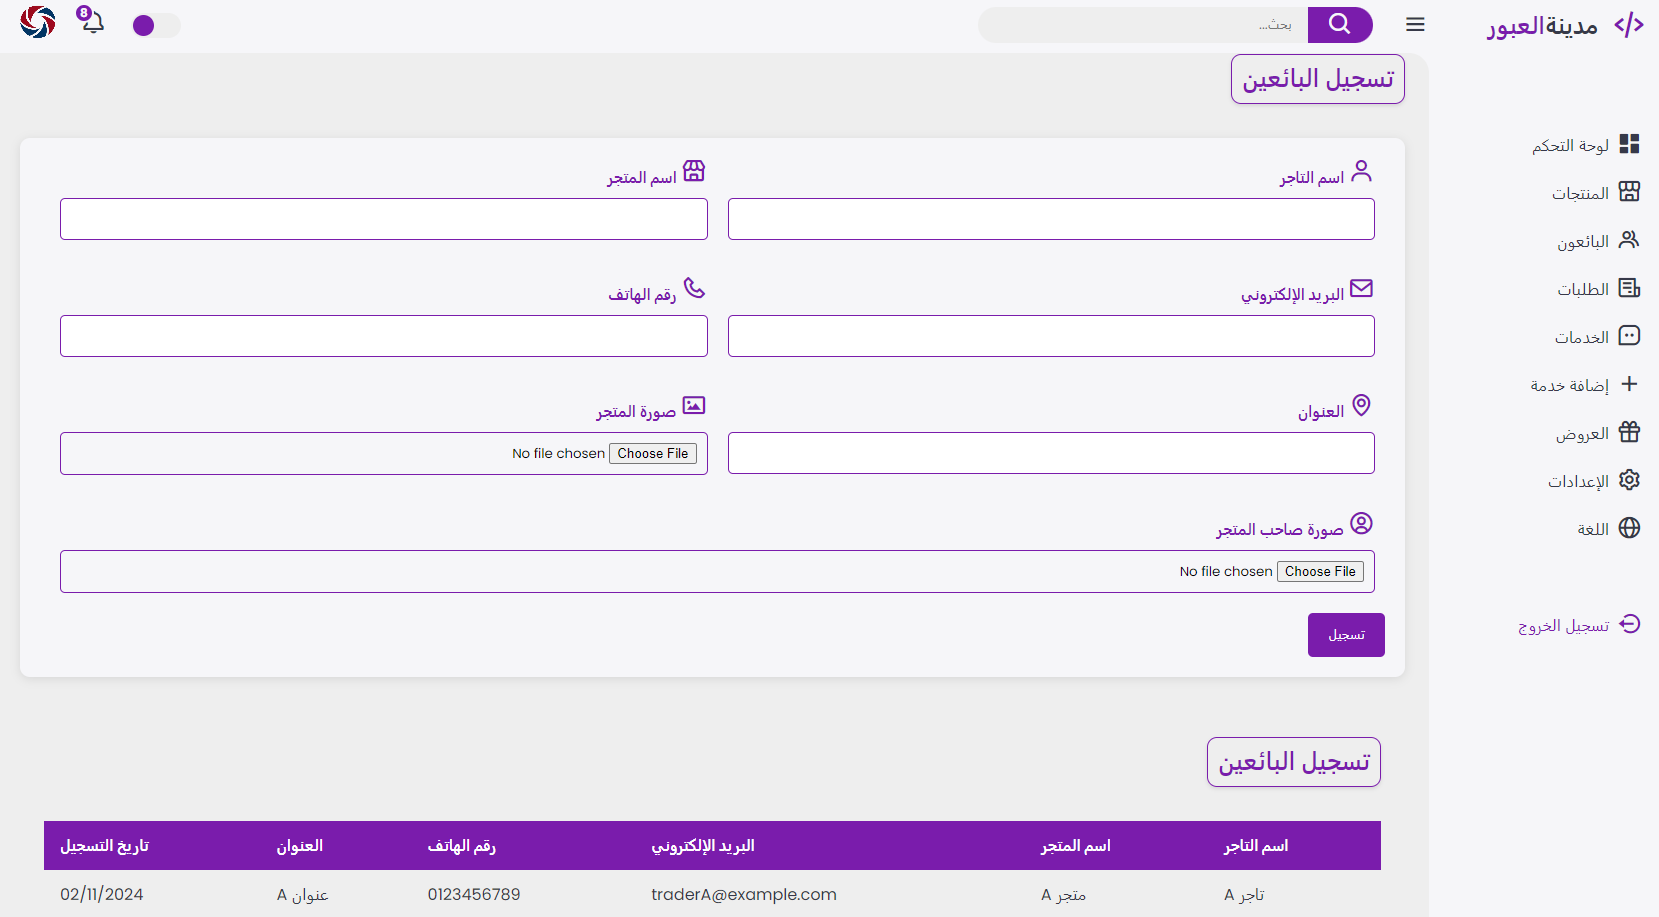 مدينةالعبور
بحث...
8
لوحة التحكم
المنتجات
البائعون
الطلبات
الخدمات
إضافة خدمة
العروض
الإعدادات
اللغة
تسجيل الخروج
تسجيل البائعين
اسم التاجر
اسم المتجر
البريد الإلكتروني
رقم الهاتف
العنوان
صورة المتجر
Choose File No file chosen
صورة صاحب المتجر
Choose File No file chosen
تسجيل
تسجيل البائعين
اسم التاجر اسم المتجر البريد الإلكتروني رقم الهاتف العنوان تاريخ التسجيل
تاجر A متجر A traderA@example.com 0123456789 عنوان A 02/11/2024